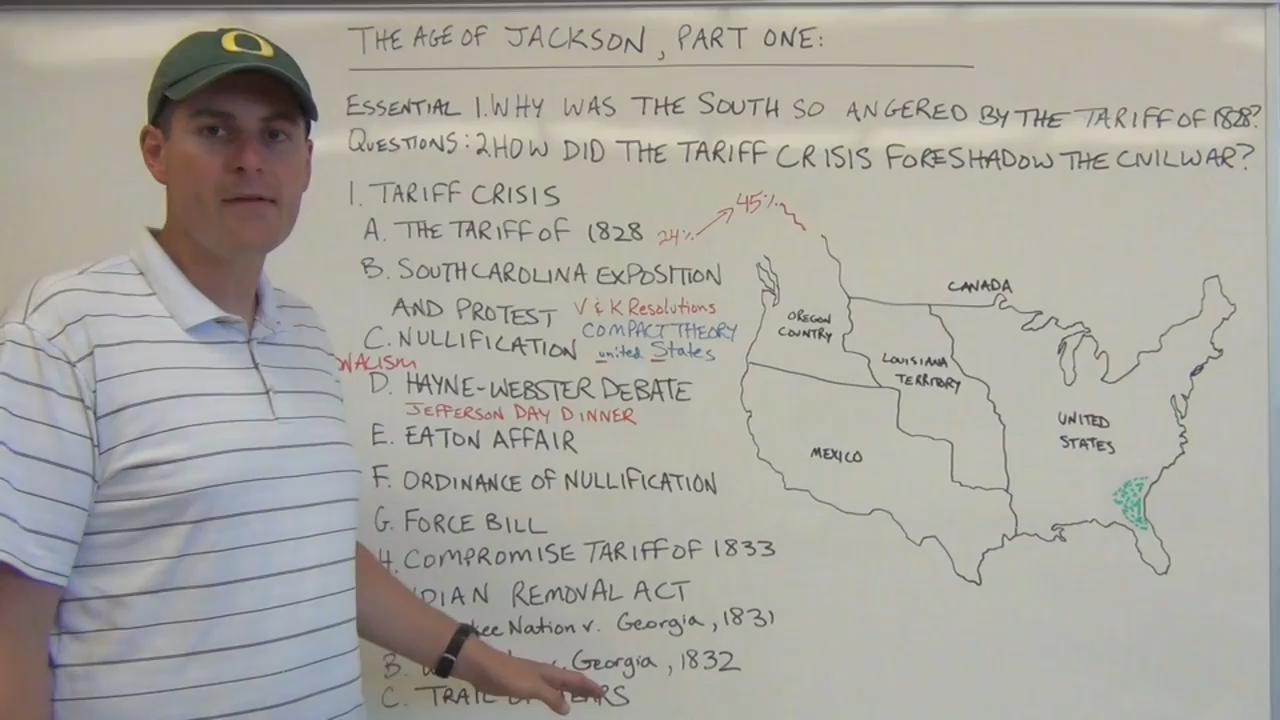 THE AGE OF JACKSON, PART ONE:
ESSENTIAL 1. WHY WAS THE SOUTH SO ANGERED BY THE TARIFF OF 1828?
QUESTIONS: 2. HOW DID THE TARIFF CRISIS FORESHADOW THE CIVIL WAR?
1. TARIFF CRISIS
A. THE TARIFF OF 1828 24% 45%
B. SOUTH CAROLINA EXPOSITION
AND PROTEST V & K Resolutions
C. NULLIFICATION COMPACT THEORY
united States
D. HAYNE-WEBSTER DEBATE
JEFFERSON DAY DINNER
E. EATON AFFAIR
F. ORDINANCE OF NULLIFICATION
G. FORCE BILL
H. COMPROMISE TARIFF OF 1833
REMOVAL ACT
Nation v. Georgia, 1831
B. Georgia, 1832
C. TRAIL
O
CANADA
OREGON
COUNTRY
LOUISIANA
TERRITORY
UNITED
STATES
MEXICO